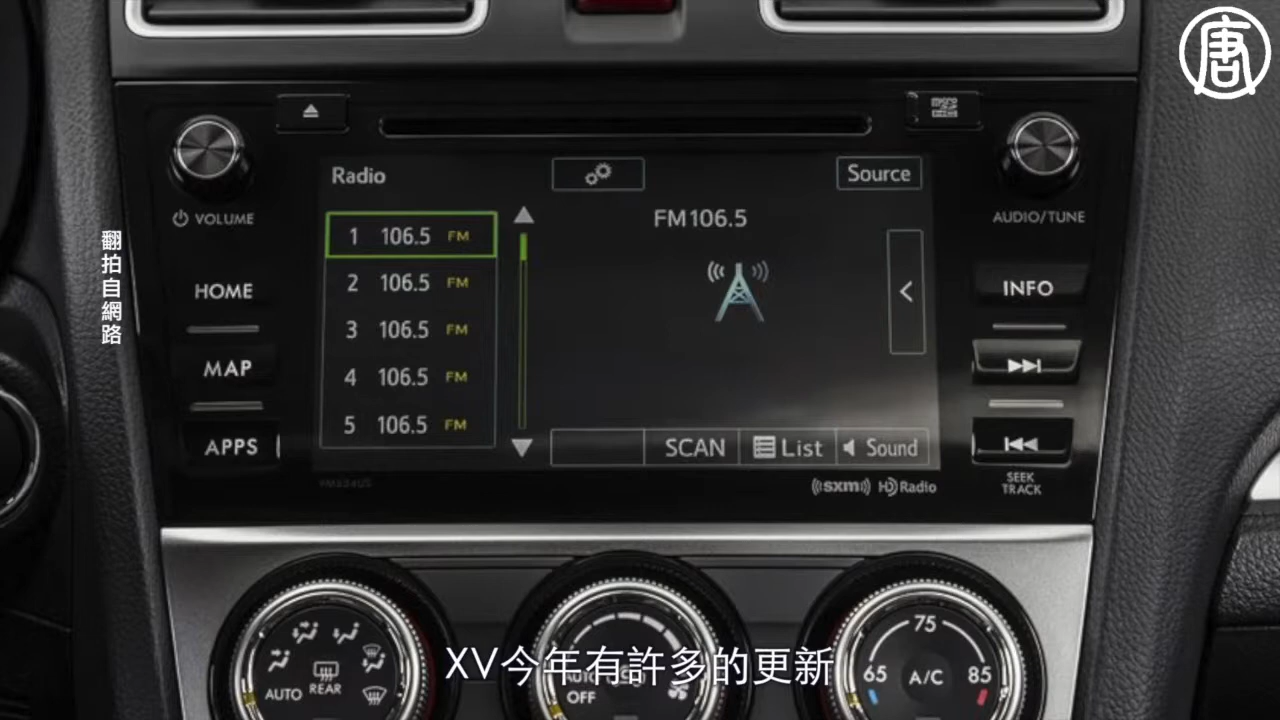 唐
micro
Radio
Source
VOLUME
AUDIO/TUNE
FM106.5
1 106.5 FM
2 106.5 FM
3 106.5 FM
4 106.5 FM
5 106.5 FM
翻拍自網路
HOME
MAP
APPS
INFO
SCAN
List
Sound
SEEK
TRACK
((sxm))
HD Radio
AUTO
REAR
OFF
75
65
A/C
85
XV今年有許多的更新